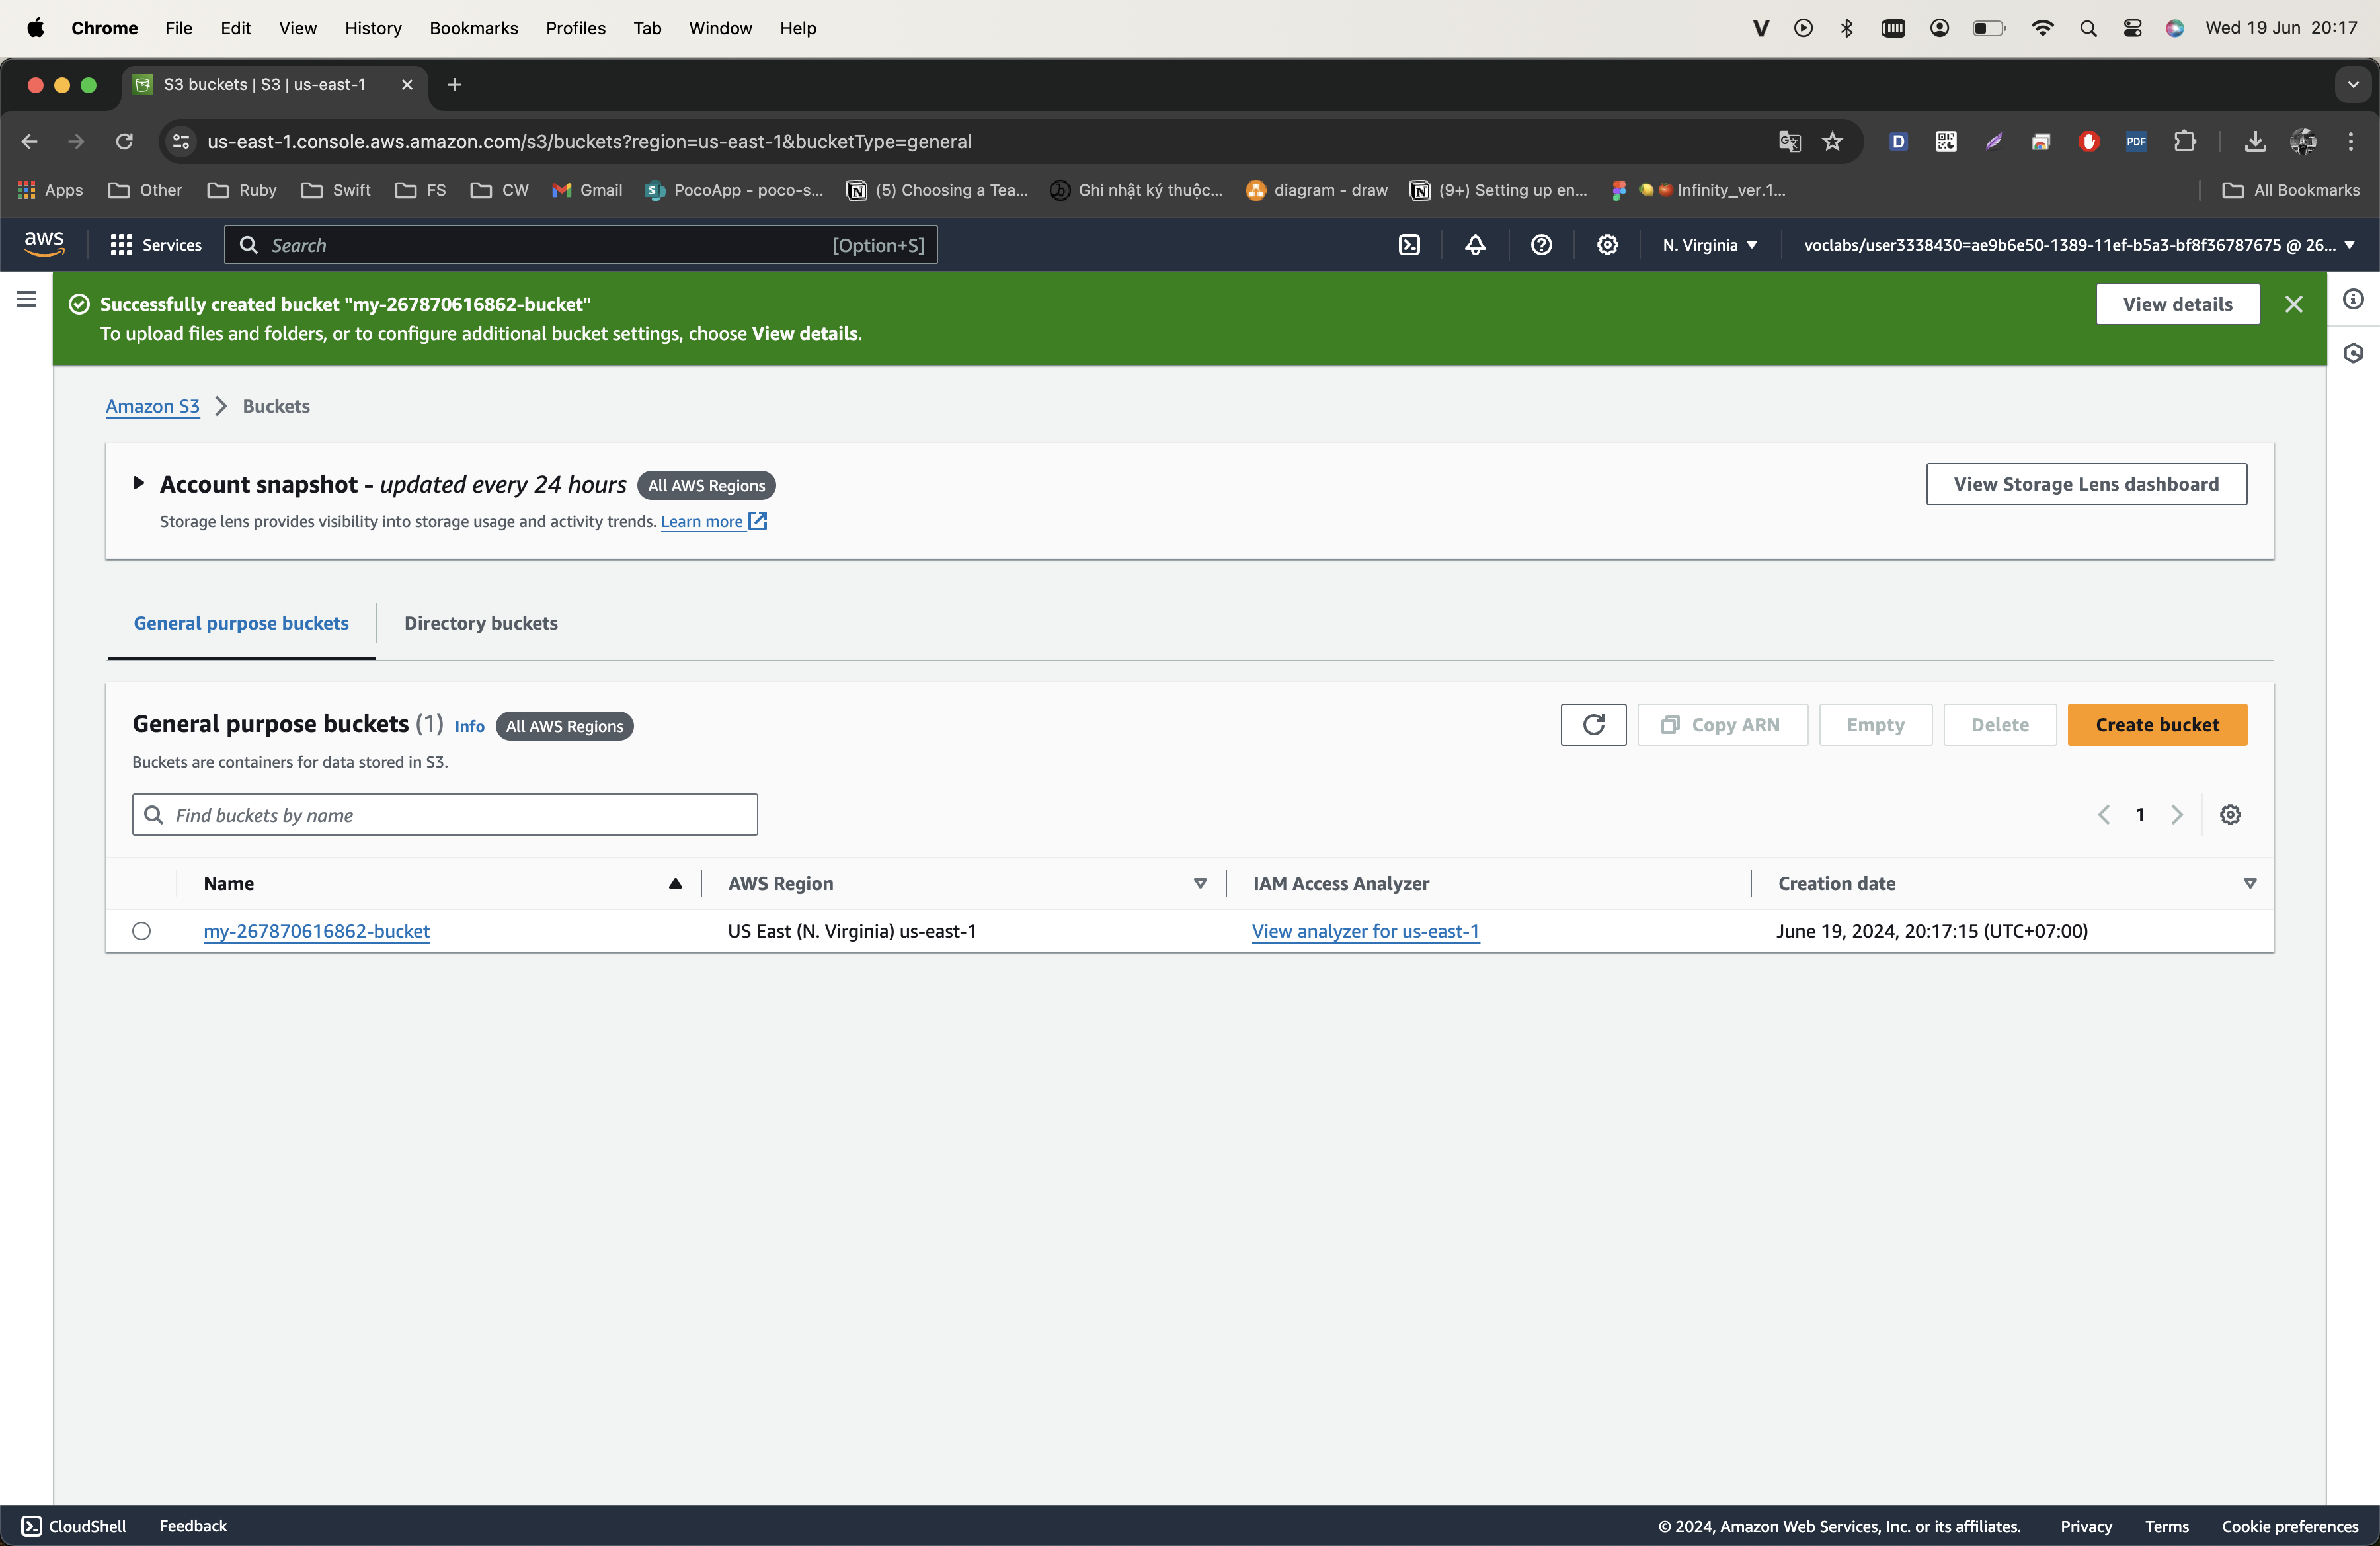 Chrome File Edit View History Bookmarks Profiles Tab Window Help
Wed 19 Jun 20:17
S3 buckets | S3 | us-east-1
us-east-1.console.aws.amazon.com/s3/buckets?region=us-east-1&bucketType=general
D
PDF
Apps Other Ruby Swift FS CW Gmail PocoApp - poco-s... (5) Choosing a Tea... Ghi nhật ký thuộc... diagram - draw (9+) Setting up en... Infinity_ver.1... All Bookmarks
aws Services Search [Option+S] N. Virginia voclabs/user3338430=ae9b6e50-1389-11ef-b5a3-bf8f36787675 @ 26...
Successfully created bucket "my-267870616862-bucket"
To upload files and folders, or to configure additional bucket settings, choose View details.
View details
Amazon S3 Buckets
Account snapshot - updated every 24 hours All AWS Regions
Storage lens provides visibility into storage usage and activity trends. Learn more
View Storage Lens dashboard
General purpose buckets Directory buckets
General purpose buckets (1) Info All AWS Regions
Copy ARN Empty Delete Create bucket
Buckets are containers for data stored in S3.
Find buckets by name
1
Name AWS Region IAM Access Analyzer Creation date
my-267870616862-bucket US East (N. Virginia) us-east-1 View analyzer for us-east-1 June 19, 2024, 20:17:15 (UTC+07:00)
CloudShell Feedback © 2024, Amazon Web Services, Inc. or its affiliates. Privacy Terms Cookie preferences